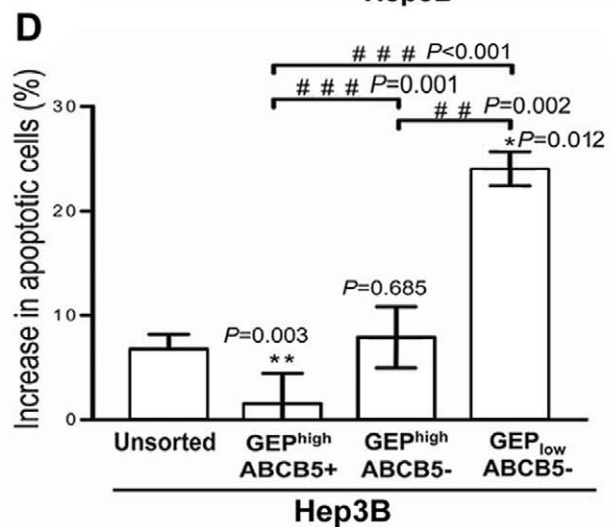 Hep3B
D
# # # P<0.001
# # # P=0.001
# # P=0.002
*P=0.012
Increase in apoptotic cells (%)
30
20
10
0
P=0.685
P=0.003
**
Unsorted
GEPhigh
ABCB5+
GEPhigh
ABCB5-
GEPlow
ABCB5-
Hep3B